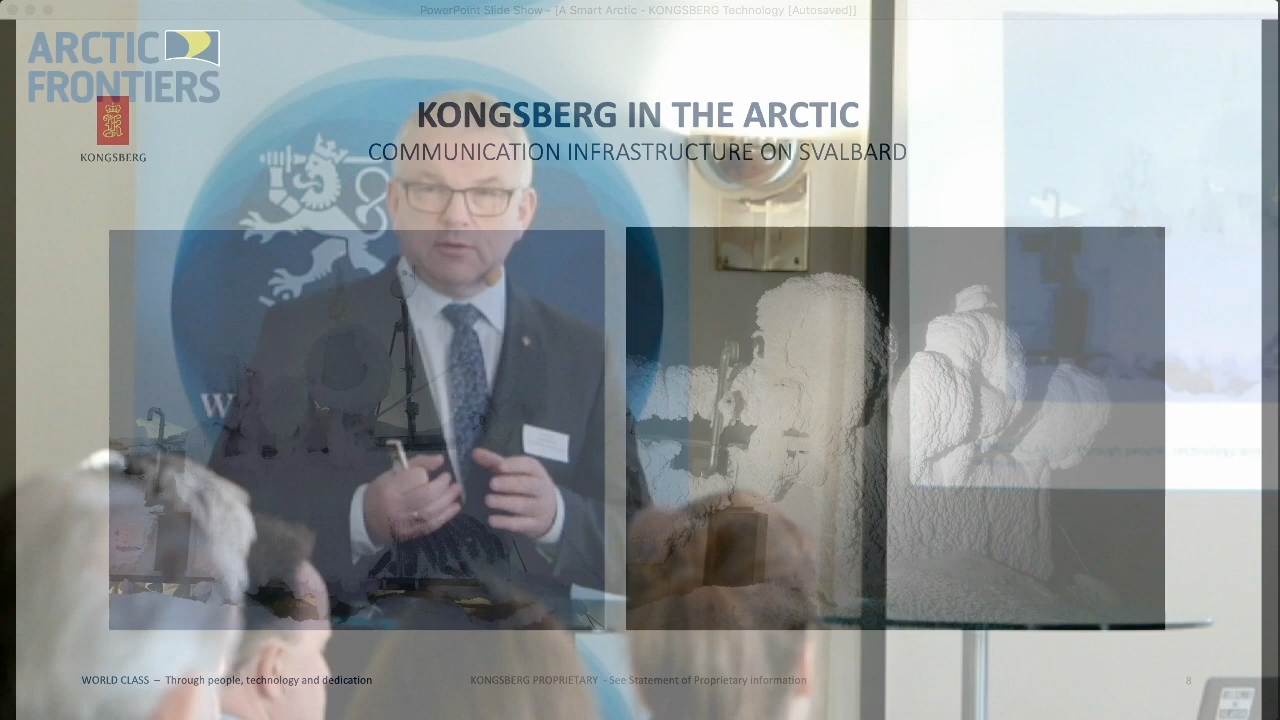 PowerPoint Slide Show - [A Smart Arctic - KONGSBERG Technology [Autosaved]]
ARCTIC
FRONTIERS
KONGSBERG
KONGSBERG IN THE ARCTIC
COMMUNICATION INFRASTRUCTURE ON SVALBARD
W
WORLD CLASS – Through people, technology and dedication
KONGSBERG PROPRIETARY - See Statement of Proprietary information
8